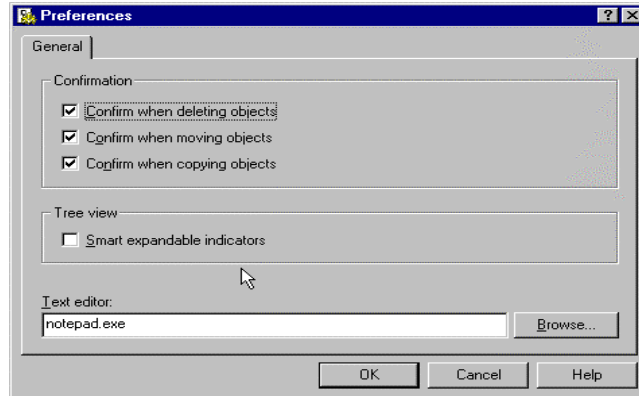 Preferences
General
Confirmation
Confirm when deleting objects
Confirm when moving objects
Confirm when copying objects
Tree view
Smart expandable indicators
Text editor:
notepad.exe
Browse...
OK Cancel Help